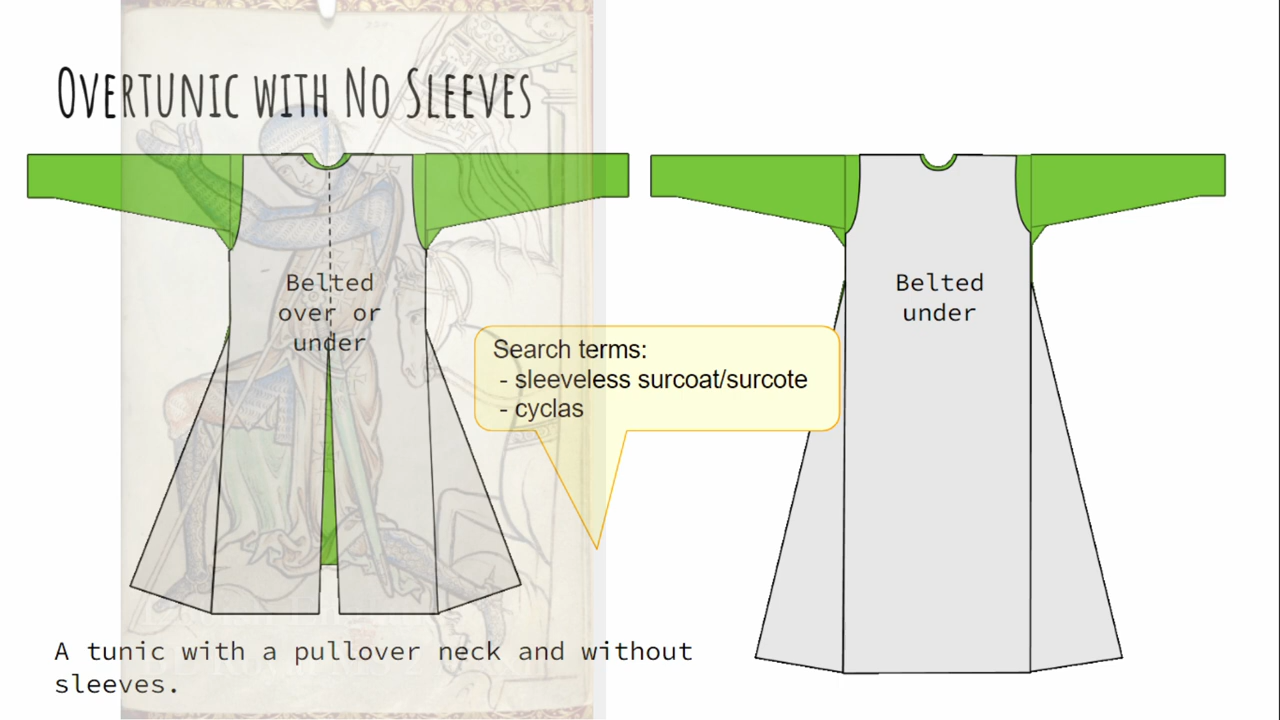 Overtunic with No Sleeves
Belted
over or
under
Belted
under
Search terms:
- sleeveless surcoat/surcote
- cyclas
A tunic with a pullover neck and without
sleeves.